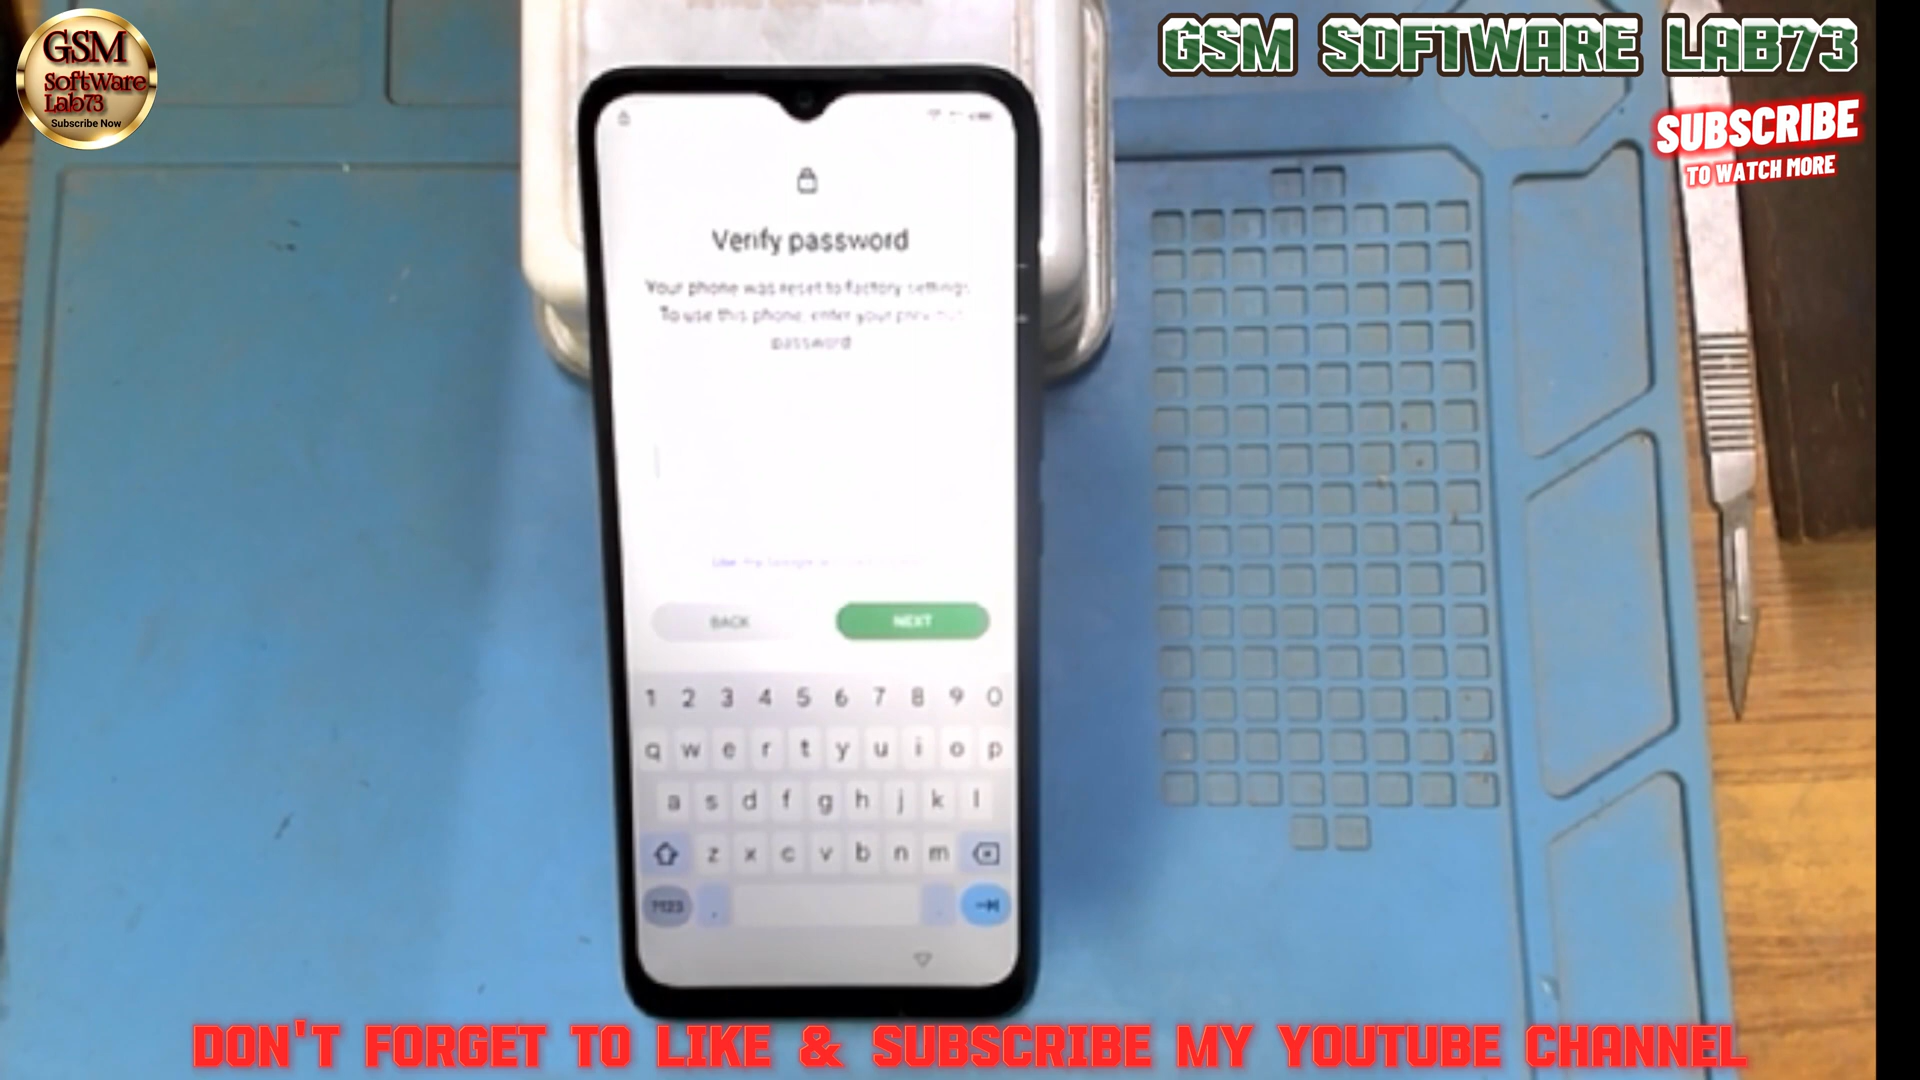 GSM
SoftWare
Lab73
Subscribe Now
GSM SOFTWARE LAB73
SUBSCRIBE
TO WATCH MORE
Verify password
Your phone was reset to factory settings.
To use this phone, enter your previous
password
BACK
NEXT
1 2 3 4 5 6 7 8 9 0
q w e r t y u i o p
a s d f g h j k l
z x c v b n m
?123 , .
DON'T FORGET TO LIKE & SUBSCRIBE MY YOUTUBE CHANNEL